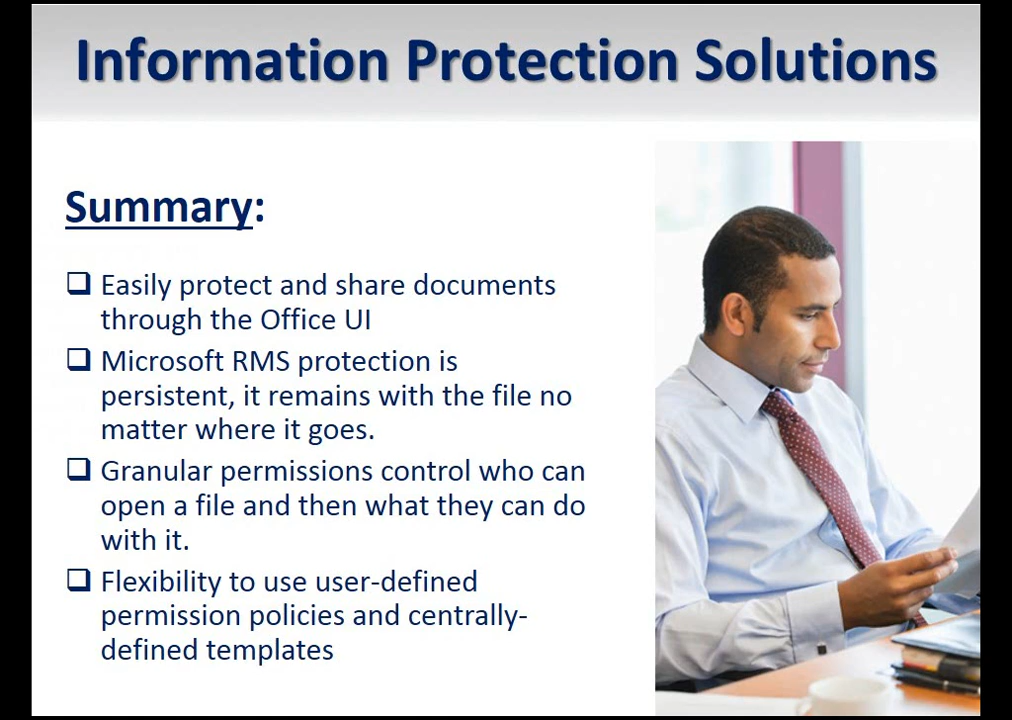 Information Protection Solutions
Summary:
Easily protect and share documents
through the Office UI
Microsoft RMS protection is
persistent, it remains with the file no
matter where it goes.
Granular permissions control who can
open a file and then what they can do
with it.
Flexibility to use user-defined
permission policies and centrally-
defined templates